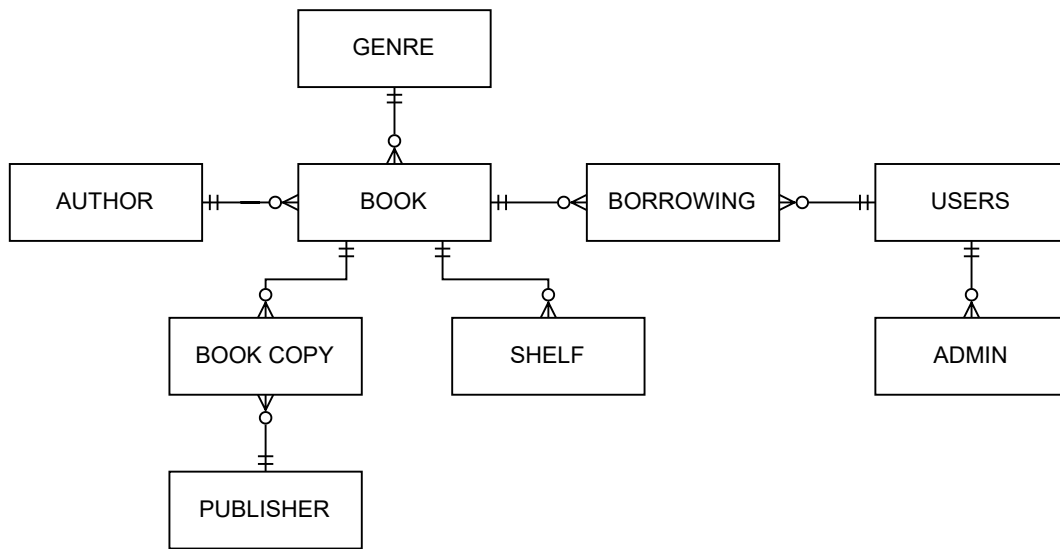 GENRE
AUTHOR
BOOK
BORROWING
USERS
BOOK COPY
SHELF
ADMIN
PUBLISHER